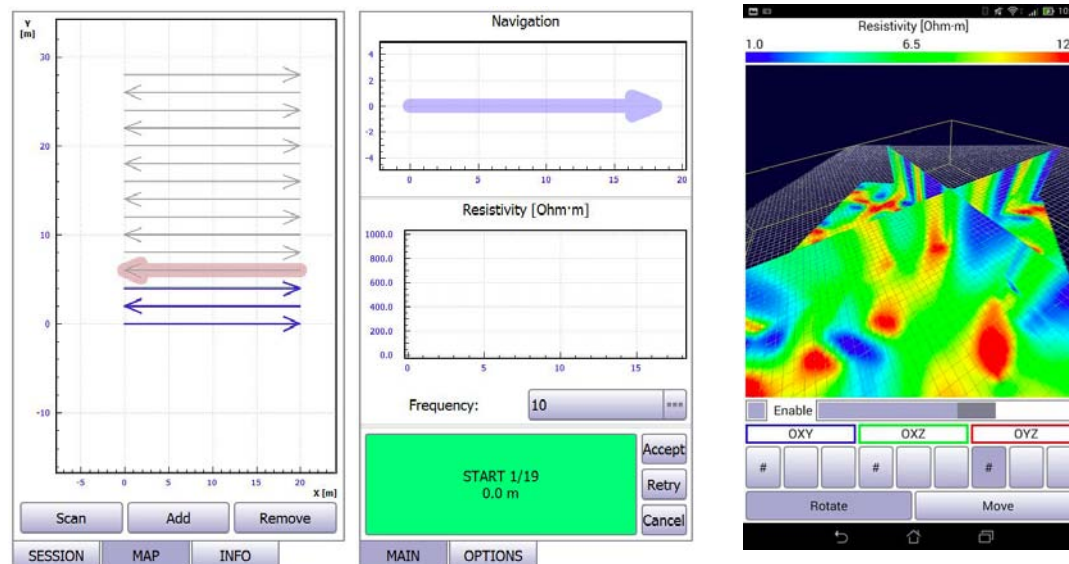 Y
[m]
30
20
10
0
-10
-5
0
5
10
15
20
X [m]
Scan
Add
Remove
SESSION
MAP
INFO
Navigation
4
2
0
-2
-4
0
5
10
15
20
Resistivity [Ohm·m]
1000.0
800.0
600.0
400.0
200.0
0.0
0
5
10
15
Frequency:
10
START 1/19
0.0 m
Accept
Retry
Cancel
MAIN
OPTIONS
Resistivity [Ohm·m]
1.0
6.5
12
Enable
OXY
OXZ
OYZ
#
#
#
Rotate
Move